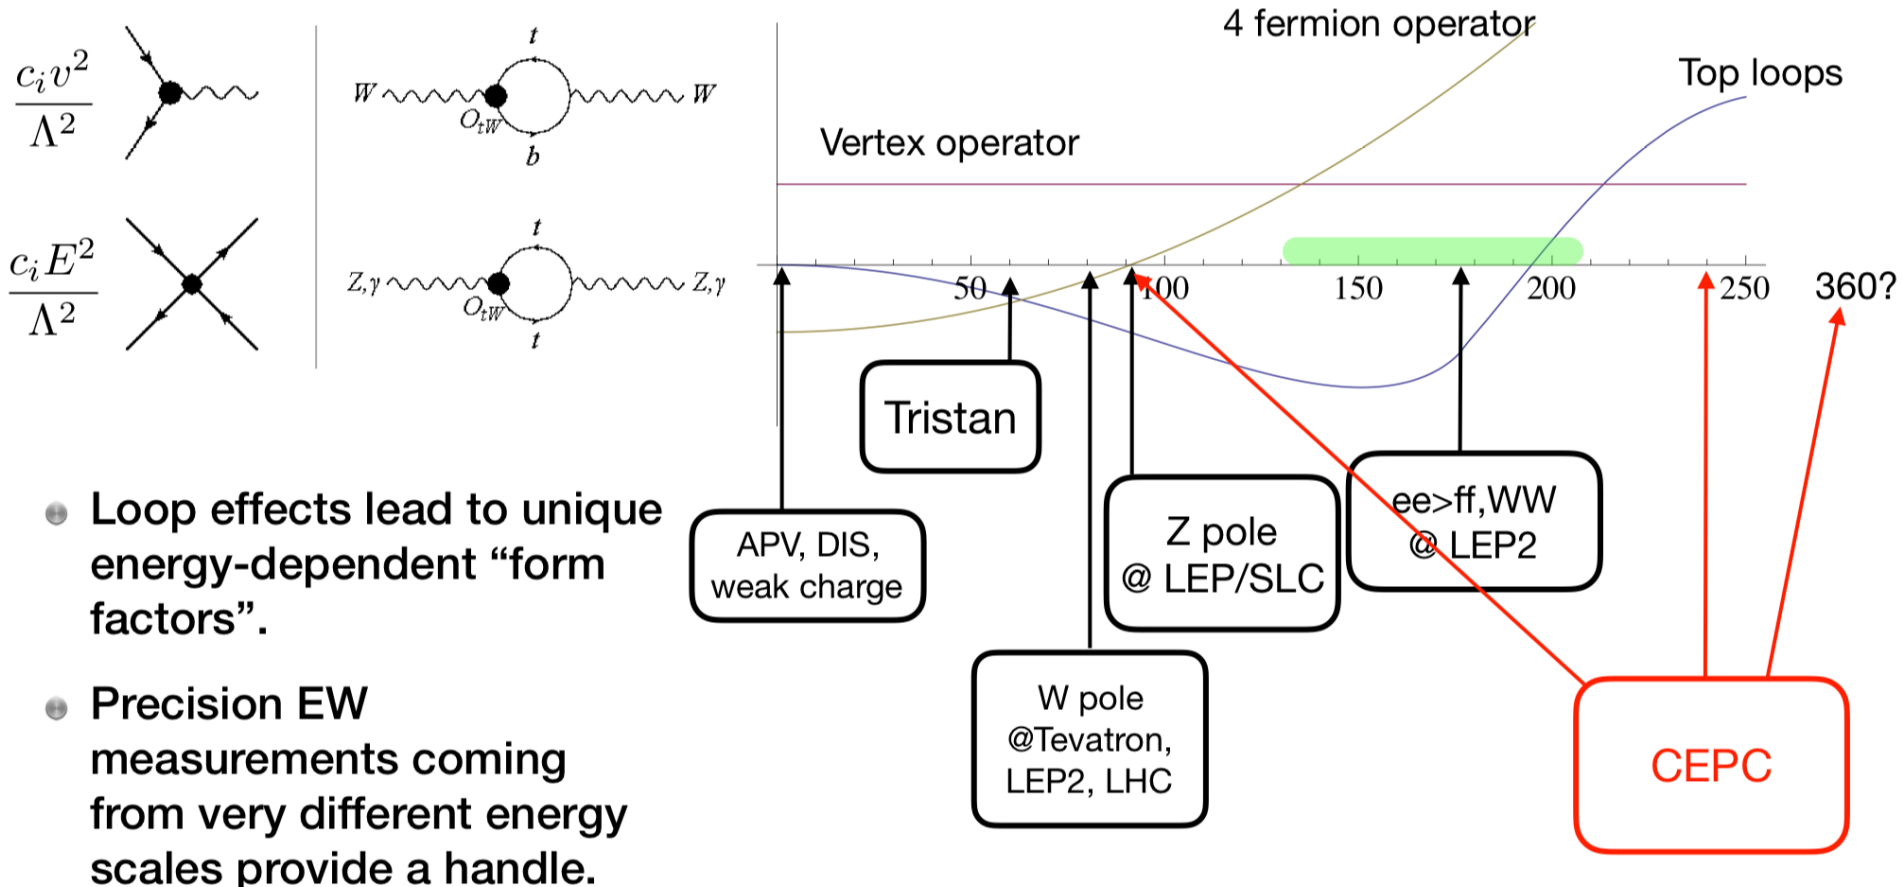 c_i v^2
Λ^2
c_i E^2
Λ^2
t
W
W
O_tW
b
t
Z,γ
Z,γ
O_tW
t
4 fermion operator
Top loops
Vertex operator
50
100
150
200
250
360?
Tristan
APV, DIS,
weak charge
W pole
@Tevatron,
LEP2, LHC
Z pole
@ LEP/SLC
ee>ff,WW
@ LEP2
CEPC
Loop effects lead to unique
energy-dependent “form
factors”.
Precision EW
measurements coming
from very different energy
scales provide a handle.